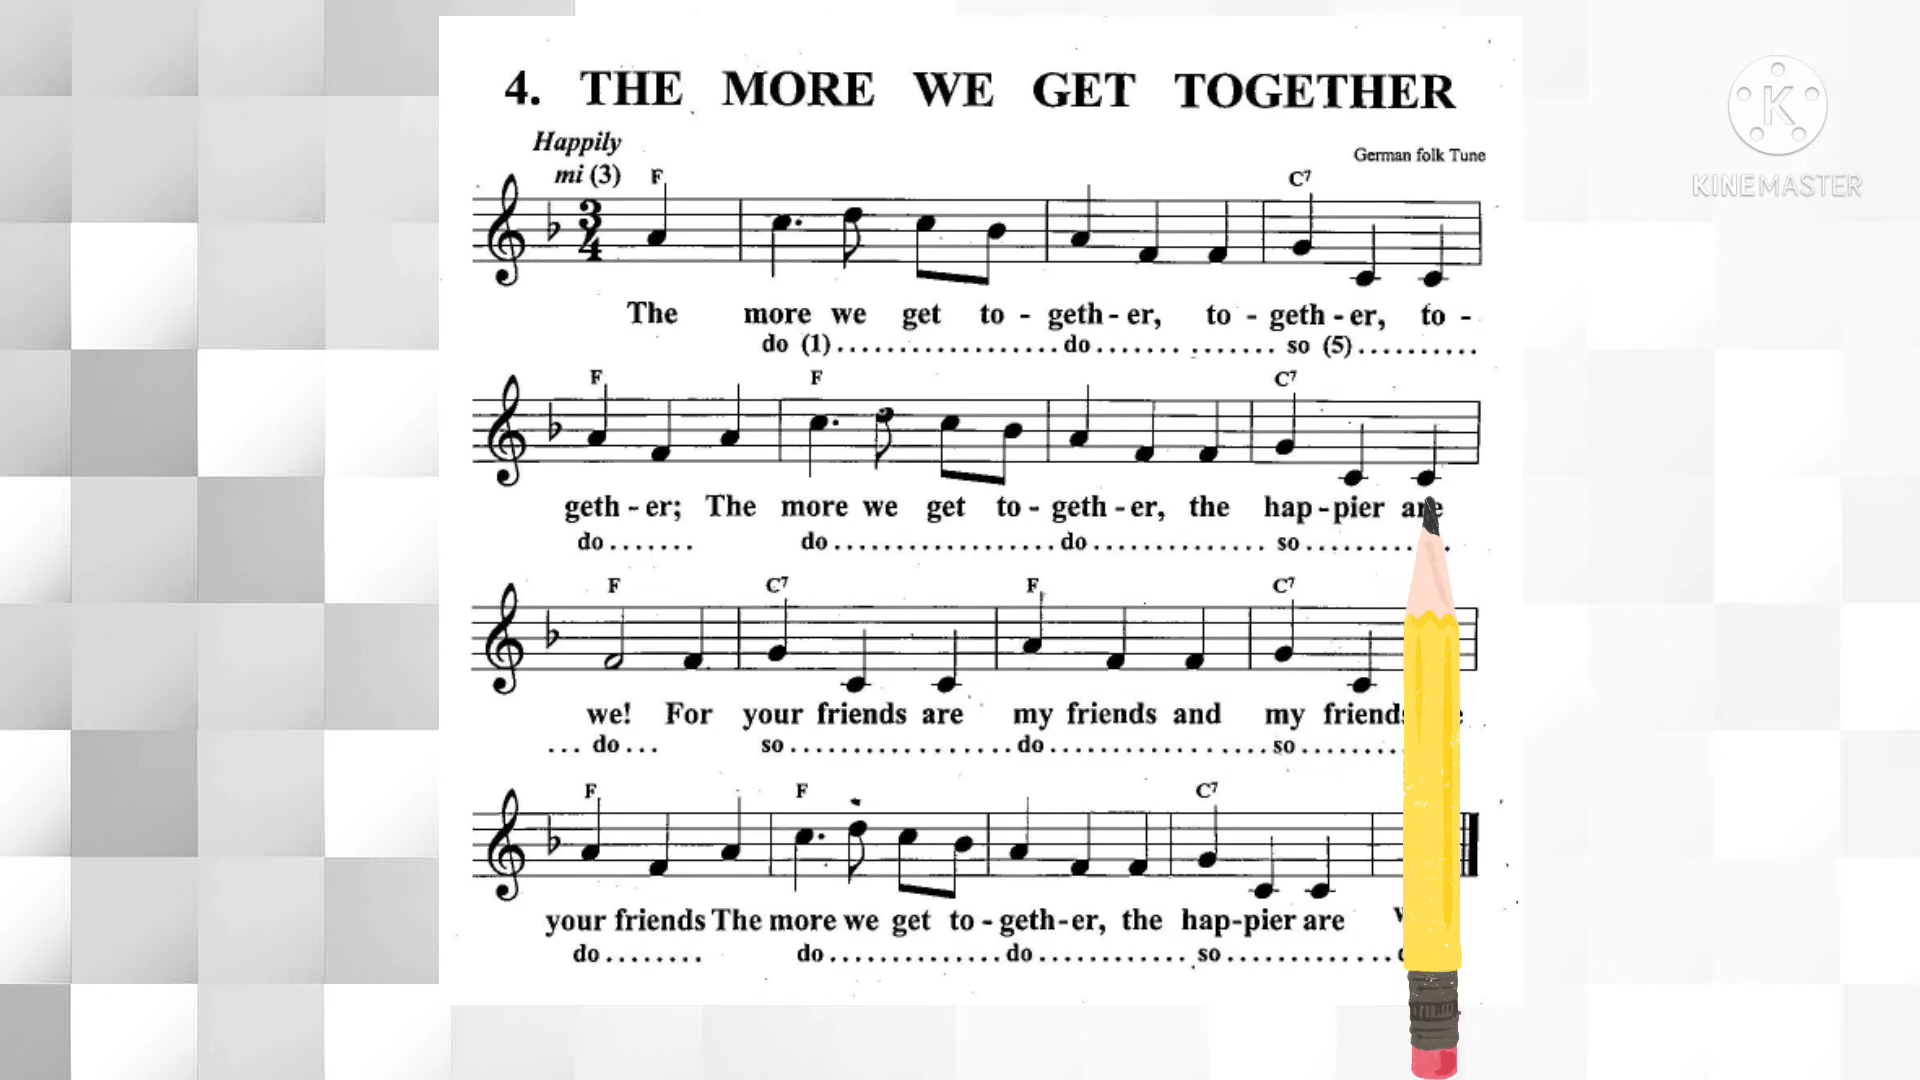 4. THE MORE WE GET TOGETHER
Happily
German folk Tune
mi (3) F C7
3
4
The more we get to - geth - er, to - geth - er, to -
do (1)..................do....... ....... so (5)..........
F F C7
geth - er; The more we get to - geth - er, the hap - pier are
do....... do..................do.............. so..........
F C7 F C7
we! For your friends are my friends and my friend
... do... so..................do..................so........
F F C7
your friends The more we get to - geth - er, the hap - pier are
do........ do.............do............ so..............
K
KINEMASTER